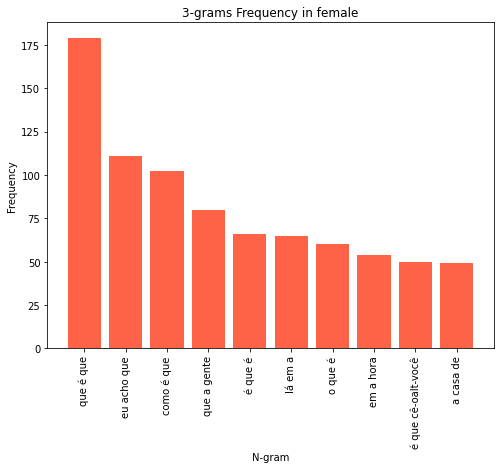 3-grams Frequency in female
Frequency
175
150
125
100
75
50
25
0
que é que
eu acho que
como é que
que a gente
é que é
lá em a
o que é
em a hora
é que cê-oalt-você
a casa de
N-gram